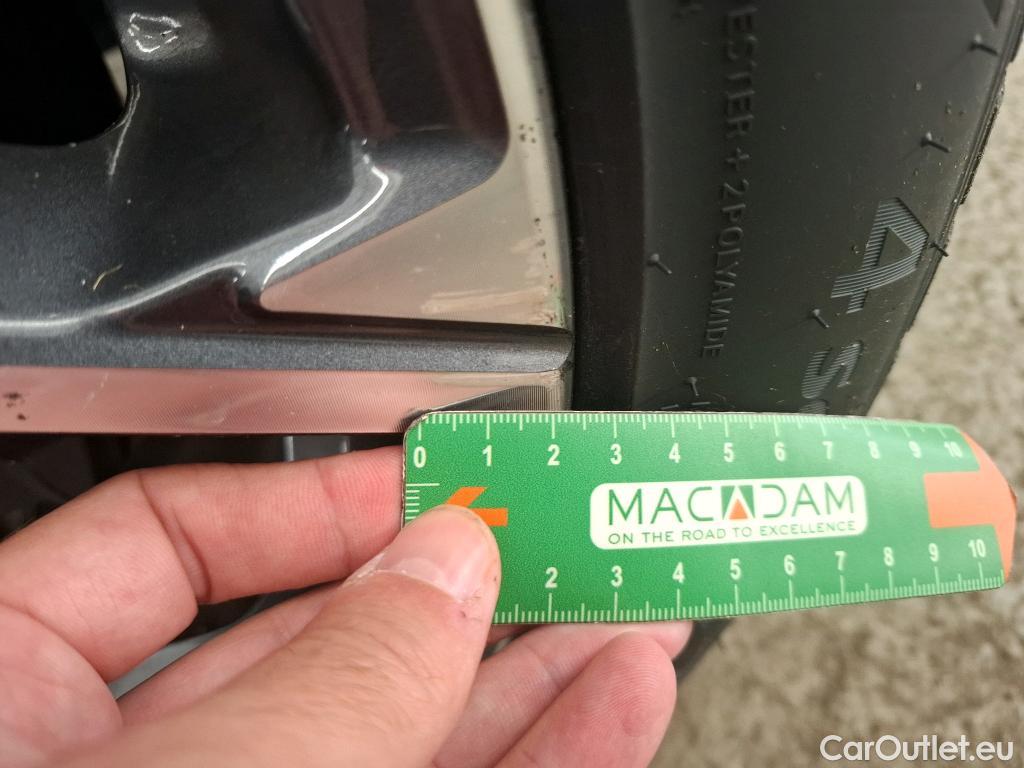 ESTER + 2 POLYAMIDE
4 S
0 1 2 3 4 5 6 7 8 9 10
MACADAM
ON THE ROAD TO EXCELLENCE
2 3 4 5 6 7 8 9 10
CarOutlet.eu